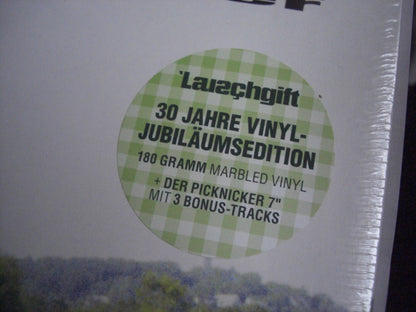 Lauschgift
30 JAHRE VINYL-
JUBILÄUMSEDITION
180 GRAMM MARBLED VINYL
+ DER PICKNICKER 7"
MIT 3 BONUS-TRACKS